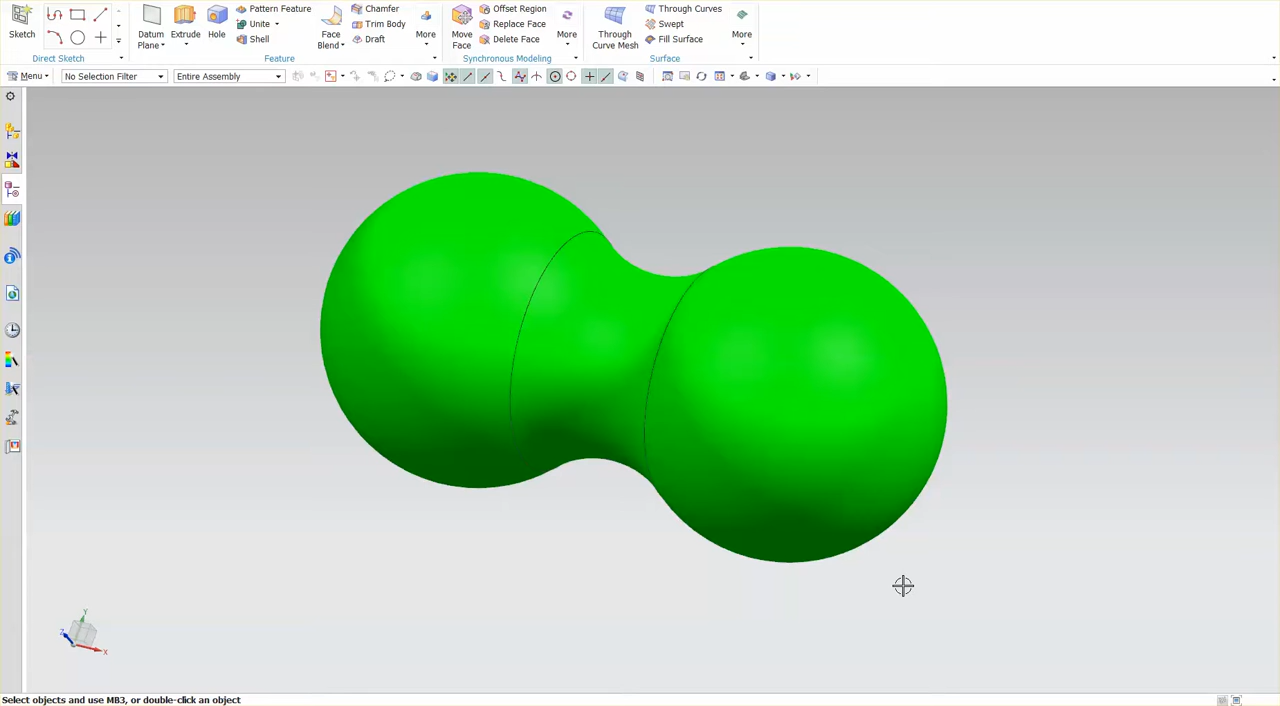 Sketch
Direct Sketch
Datum
Plane
Extrude
Hole
Pattern Feature
Unite
Shell
Face
Blend
Chamfer
Trim Body
Draft
More
Feature
Move
Face
Offset Region
Replace Face
Delete Face
More
Synchronous Modeling
Through
Curve Mesh
Through Curves
Swept
Fill Surface
More
Surface
Menu
No Selection Filter
Entire Assembly
Y
Z
X
Select objects and use MB3, or double-click an object